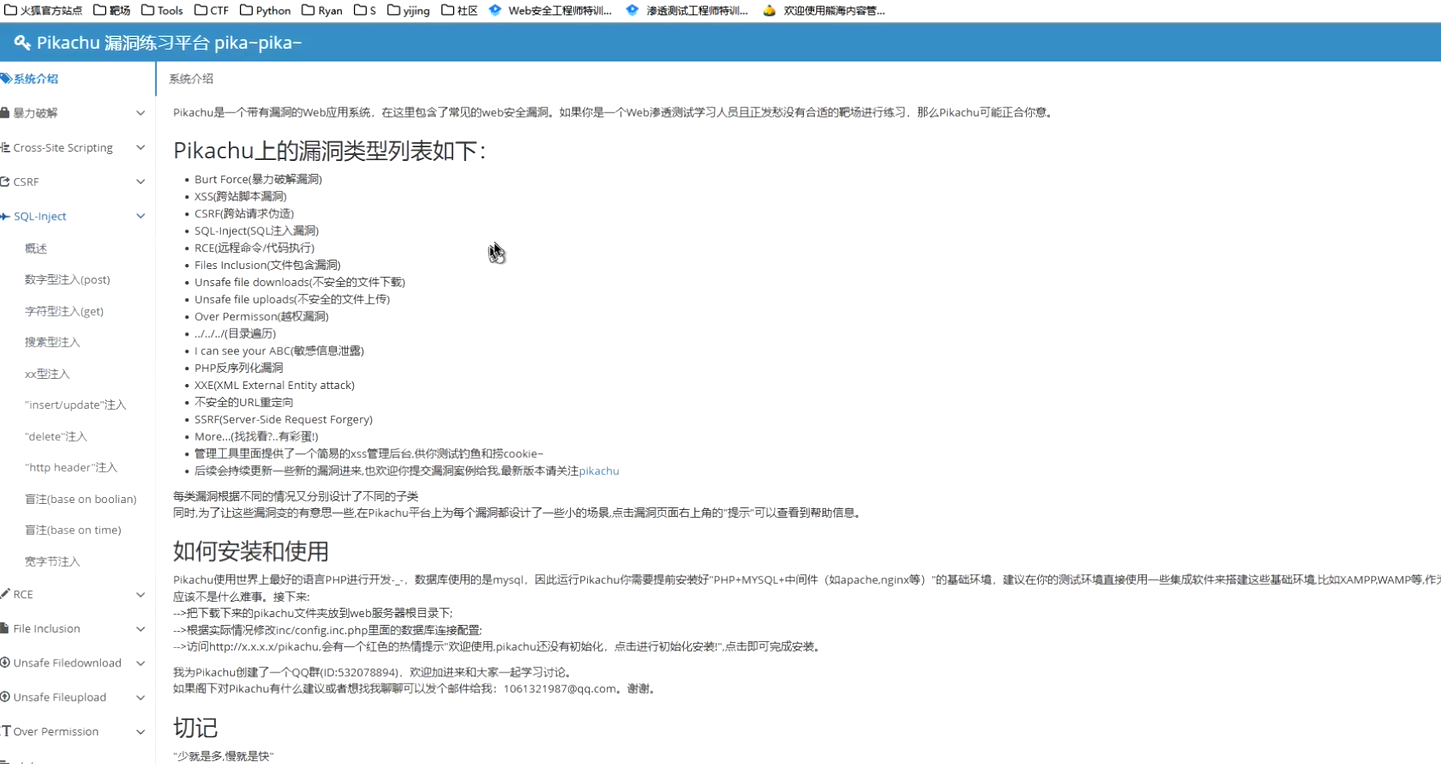 火狐官方站点 靶场 Tools CTF Python Ryan S yijing 社区 Web安全工程师特训... 渗透测试工程师特训... 欢迎使用熊海内容管...
Pikachu 漏洞练习平台 pika~pika~
系统介绍
暴力破解
Cross-Site Scripting
CSRF
SQL-Inject
概述
数字型注入(post)
字符型注入(get)
搜索型注入
xx型注入
"insert/update"注入
"delete"注入
"http header"注入
盲注(base on boolian)
盲注(base on time)
宽字节注入
RCE
File Inclusion
Unsafe Filedownload
Unsafe Fileupload
Over Permission
系统介绍
Pikachu是一个带有漏洞的Web应用系统，在这里包含了常见的web安全漏洞。如果你是一个Web渗透测试学习人员且正发愁没有合适的靶场进行练习，那么Pikachu可能正合你意。
Pikachu上的漏洞类型列表如下：
Burt Force(暴力破解漏洞)
XSS(跨站脚本漏洞)
CSRF(跨站请求伪造)
SQL-Inject(SQL注入漏洞)
RCE(远程命令/代码执行)
Files Inclusion(文件包含漏洞)
Unsafe file downloads(不安全的文件下载)
Unsafe file uploads(不安全的文件上传)
Over Permisson(越权漏洞)
../../../(目录遍历)
I can see your ABC(敏感信息泄露)
PHP反序列化漏洞
XXE(XML External Entity attack)
不安全的URL重定向
SSRF(Server-Side Request Forgery)
More...(找找看?..有彩蛋!)
管理工具里面提供了一个简易的xss管理后台,供你测试钓鱼和捞cookie~
后续会持续更新一些新的漏洞进来,也欢迎你提交漏洞案例给我,最新版本请关注pikachu
每类漏洞根据不同的情况又分别设计了不同的子类
同时,为了让这些漏洞变的有意思一些,在Pikachu平台上为每个漏洞都设计了一些小的场景,点击漏洞页面右上角的"提示"可以查看到帮助信息。
如何安装和使用
Pikachu使用世界上最好的语言PHP进行开发-_-，数据库使用的是mysql，因此运行Pikachu你需要提前安装好"PHP+MYSQL+中间件（如apache,nginx等）"的基础环境，建议在你的测试环境直接使用一些集成软件来搭建这些基础环境,比如XAMPP,WAMP等,作为
应该不是什么难事。接下来:
-->把下载下来的pikachu文件夹放到web服务器根目录下;
-->根据实际情况修改inc/config.inc.php里面的数据库连接配置;
-->访问http://x.x.x.x/pikachu,会有一个红色的热情提示"欢迎使用,pikachu还没有初始化，点击进行初始化安装!",点击即可完成安装。
我为Pikachu创建了一个QQ群(ID:532078894)，欢迎加进来和大家一起学习讨论。
如果阁下对Pikachu有什么建议或者想找我聊聊可以发个邮件给我：1061321987@qq.com。谢谢。
切记
"少就是多,慢就是快"